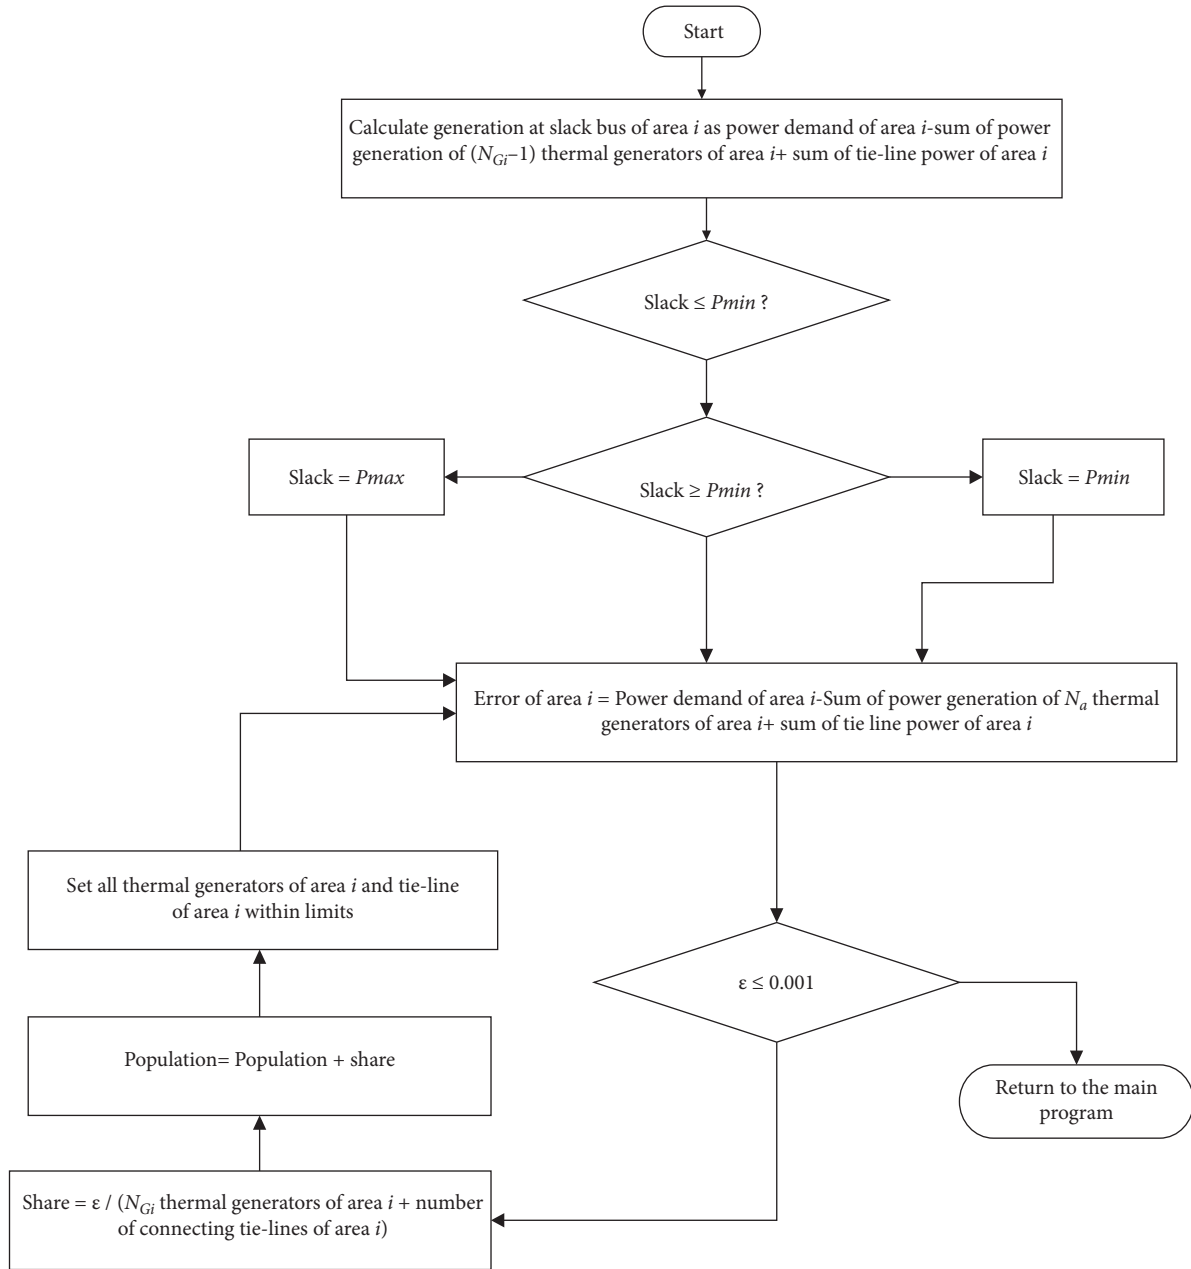 Start
Calculate generation at slack bus of area i as power demand of area i-sum of power
generation of (N_Gi–1) thermal generators of area i+ sum of tie-line power of area i
Slack ≤ Pmin ?
Slack = Pmax
Slack ≥ Pmin ?
Slack = Pmin
Error of area i = Power demand of area i-Sum of power generation of N_a thermal
generators of area i+ sum of tie line power of area i
Set all thermal generators of area i and tie-line
of area i within limits
ε ≤ 0.001
Population= Population + share
Return to the main
program
Share = ε / (N_Gi thermal generators of area i + number
of connecting tie-lines of area i)